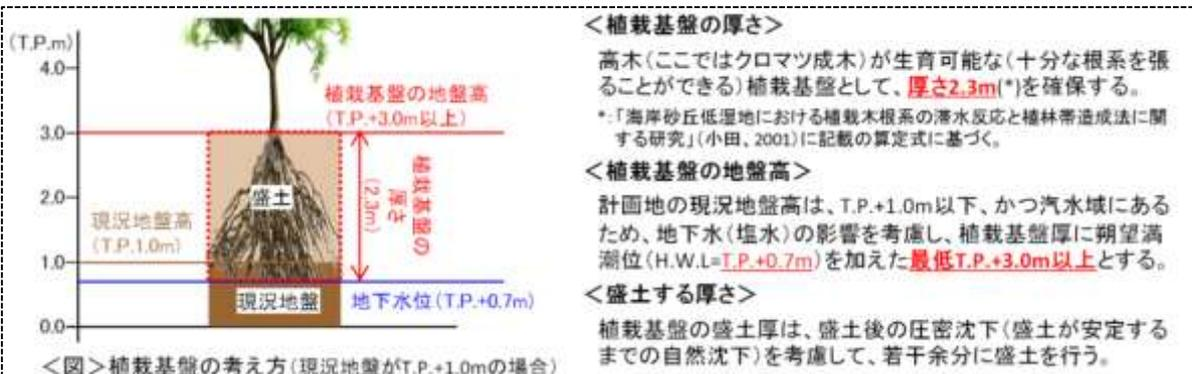 (T.P.m)
4.0
3.0
2.0
1.0
0.0
植栽基盤の地盤高
(T.P.+3.0m以上)
盛土
植栽基盤の
厚さ
(2.3m)
現況地盤高
(T.P.1.0m)
現況地盤
地下水位(T.P.+0.7m)
<図>植栽基盤の考え方(現況地盤がT.P.+1.0mの場合)
<植栽基盤の厚さ>
高木(ここではクロマツ成木)が生育可能な(十分な根系を張
ることができる)植栽基盤として、厚さ2.3m(*)を確保する。
*:「海岸砂丘低湿地における植栽木根系の滞水反応と植林帯造成法に関
する研究」(小田、2001)に記載の算定式に基づく。
<植栽基盤の地盤高>
計画地の現況地盤高は、T.P.+1.0m以下、かつ汽水域にある
ため、地下水(塩水)の影響を考慮し、植栽基盤厚に朔望満
潮位(H.W.L=T.P.+0.7m)を加えた最低T.P.+3.0m以上とする。
<盛土する厚さ>
植栽基盤の盛土厚は、盛土後の圧密沈下(盛土が安定する
までの自然沈下)を考慮して、若干余分に盛土を行う。